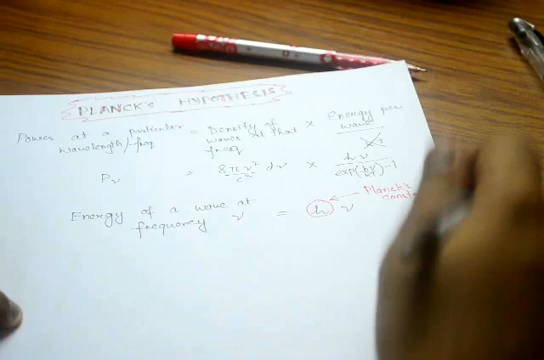 PLANCK'S HYPOTHESIS
Power at a particular wavelength/freq = Density of waves at that freq × Energy per wave
Pν = 8πν²/c³ dν × hν/exp(hν/kT)-1
Planck's
Energy of a wave at frequency ν = h ν